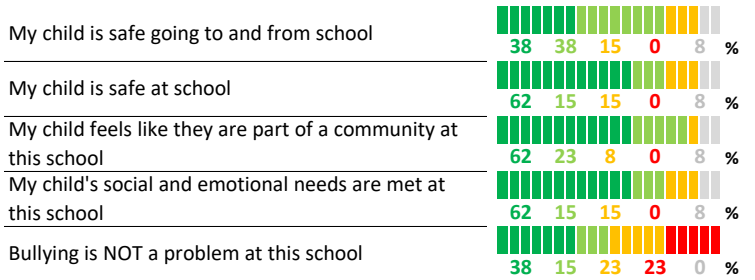 My child is safe going to and from school
38 38 15 0 8 %
My child is safe at school
62 15 15 0 8 %
My child feels like they are part of a community at
this school
62 23 8 0 8 %
My child's social and emotional needs are met at
this school
62 15 15 0 8 %
Bullying is NOT a problem at this school
38 15 23 23 0 %